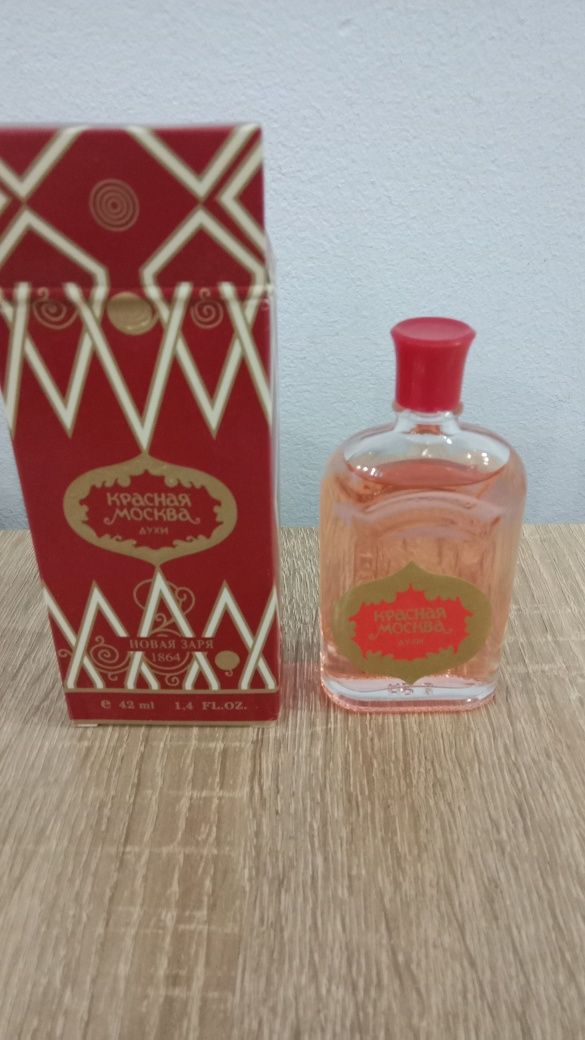 КРАСНАЯ
МОСКВА
ДУХИ
НОВАЯ ЗАРЯ
1864
e 42 ml 1.4 FL.OZ.
КРАСНАЯ
МОСКВА
ДУХИ